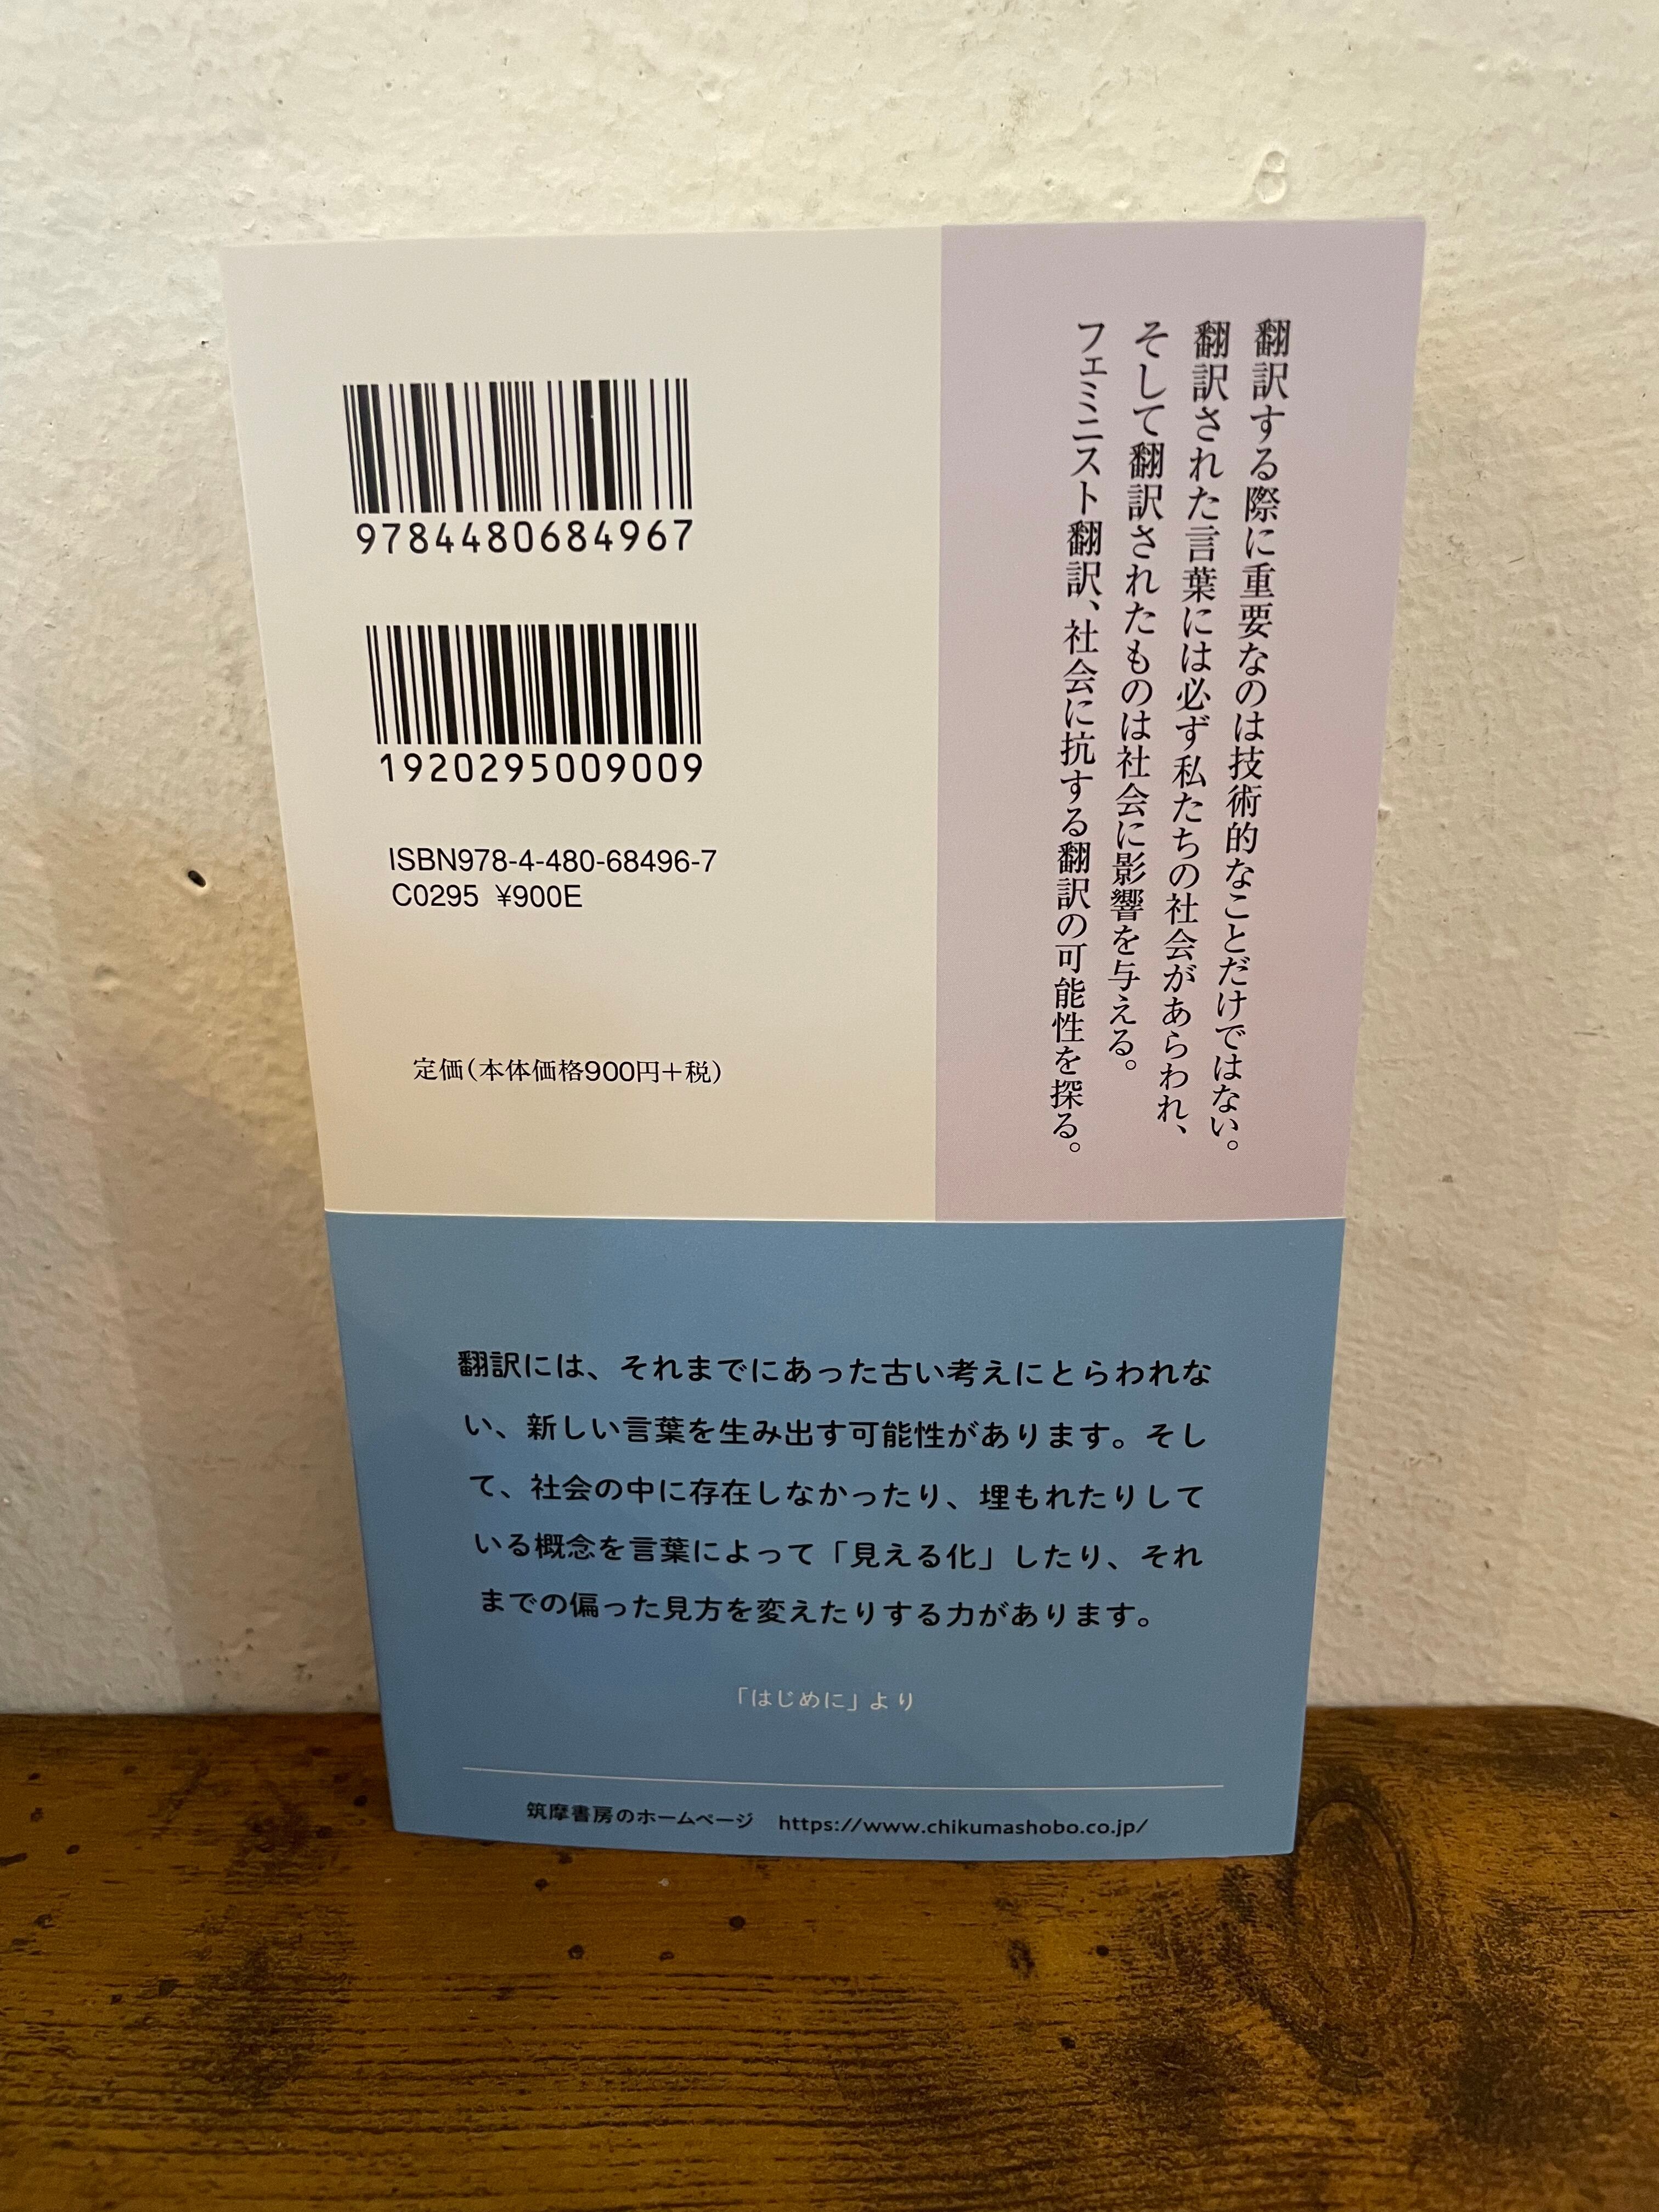 翻訳する際に重要なのは技術的なことだけではない。
翻訳された言葉には必ず私たちの社会があらわれ、
そして翻訳されたものは社会に影響を与える。
フェミニスト翻訳、社会に抗する翻訳の可能性を探る。
9784480684967
1920295009009
ISBN978-4-480-68496-7
C0295 ¥900E
定価(本体価格900円+税)
翻訳には、それまでにあった古い考えにとらわれな
い、新しい言葉を生み出す可能性があります。そし
て、社会の中に存在しなかったり、埋もれたりして
いる概念を言葉によって「見える化」したり、それ
までの偏った見方を変えたりする力があります。
「はじめに」より
筑摩書房のホームページ https://www.chikumashobo.co.jp/